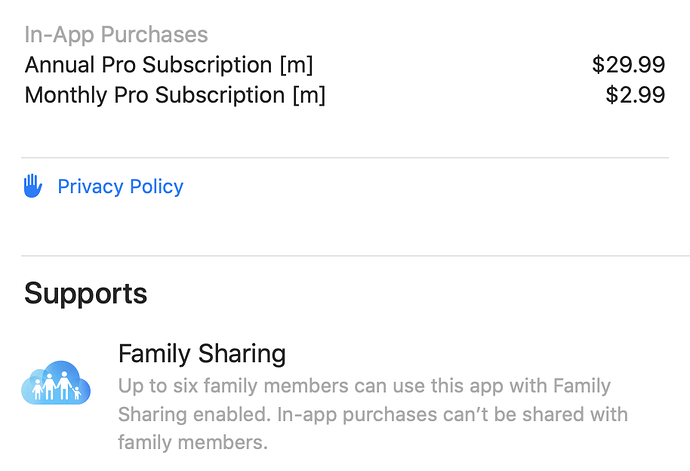 In-App Purchases
Annual Pro Subscription [m] $29.99
Monthly Pro Subscription [m] $2.99
Privacy Policy
Supports
Family Sharing
Up to six family members can use this app with Family
Sharing enabled. In-app purchases can’t be shared with
family members.